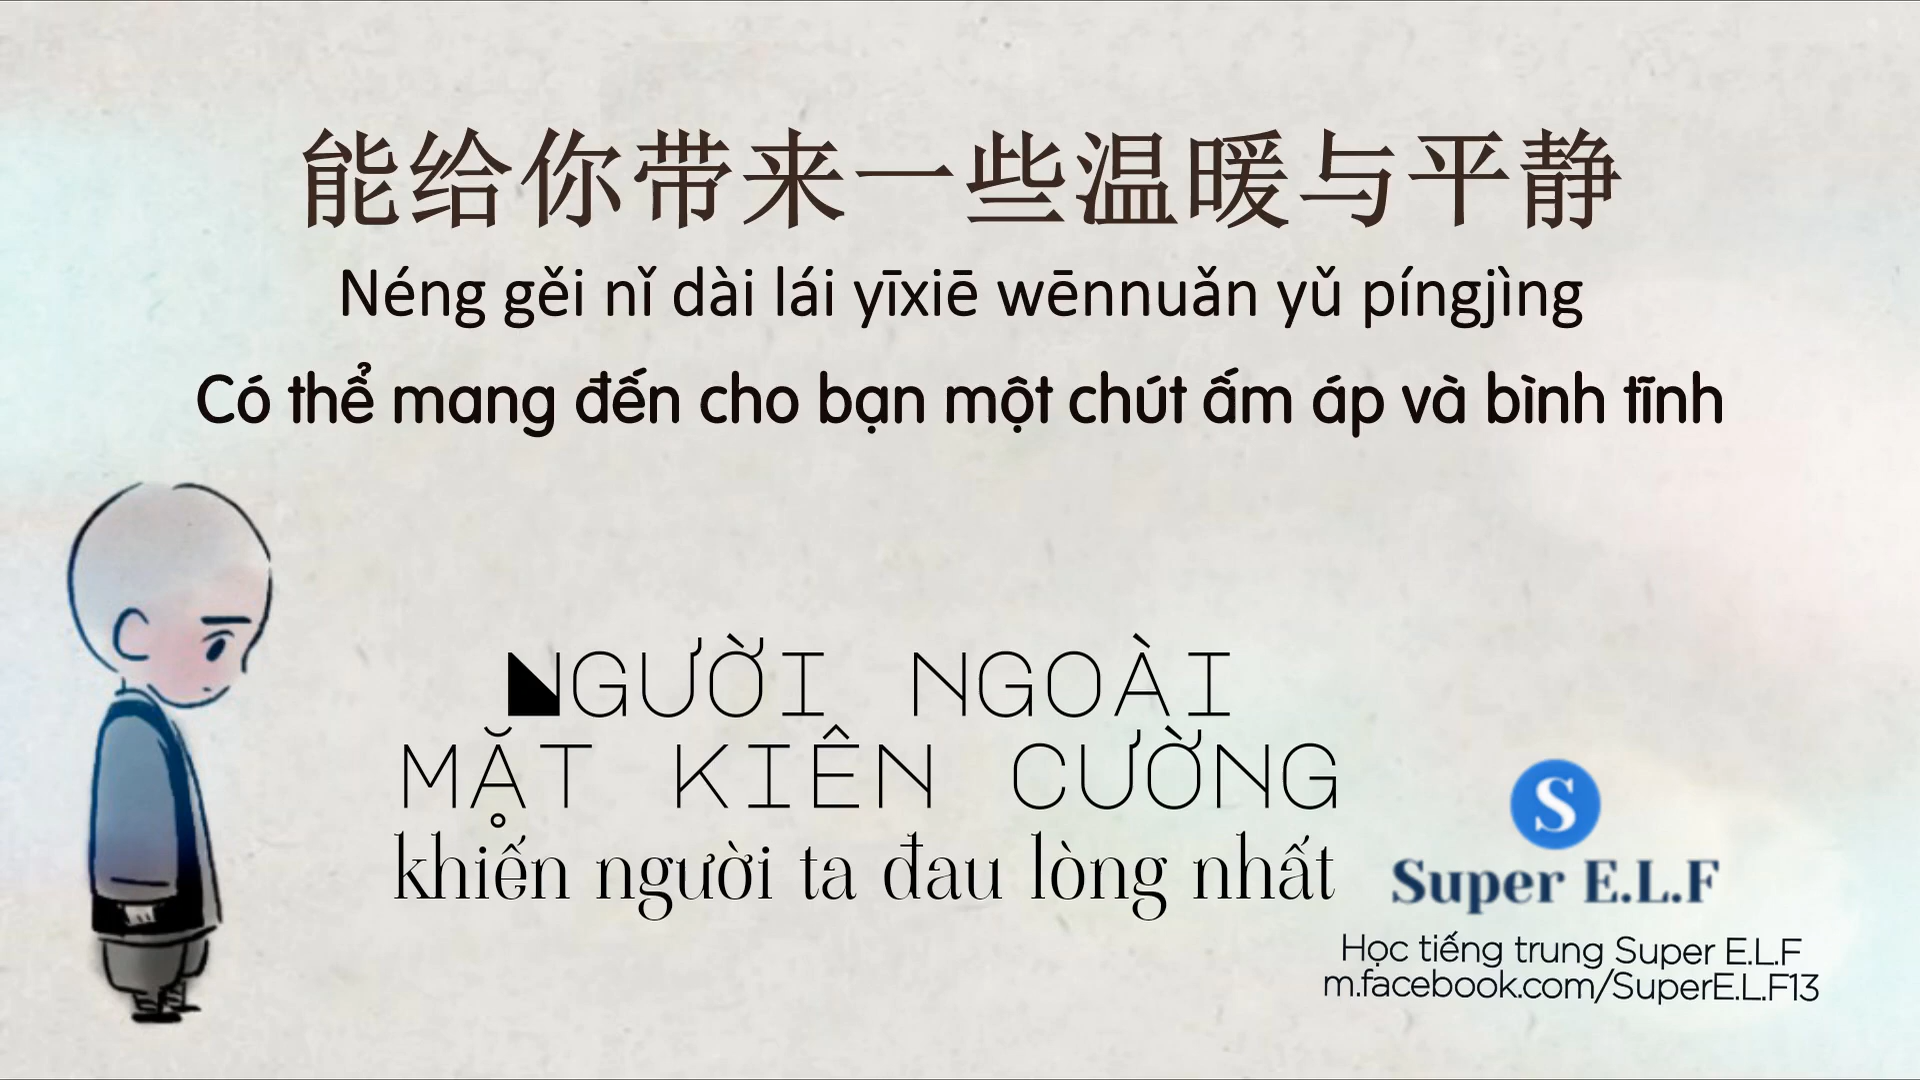 能给你带来一些温暖与平静
Néng gěi nǐ dài lái yīxiē wēnnuǎn yǔ píngjìng
Có thể mang đến cho bạn một chút ấm áp và bình tĩnh
NGƯỜI NGOÀI
MẶT KIÊN CƯỜNG
khiến người ta đau lòng nhất
S
Super E.L.F
Học tiếng trung Super E.L.F
m.facebook.com/SuperE.L.F13